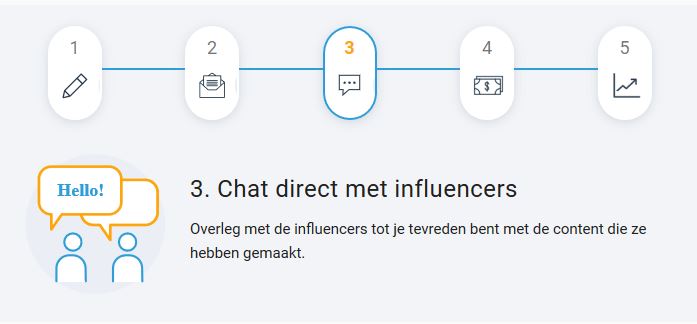 1 2 3 4 5
$
Hello!
3. Chat direct met influencers
Overleg met de influencers tot je tevreden bent met de content die ze
hebben gemaakt.